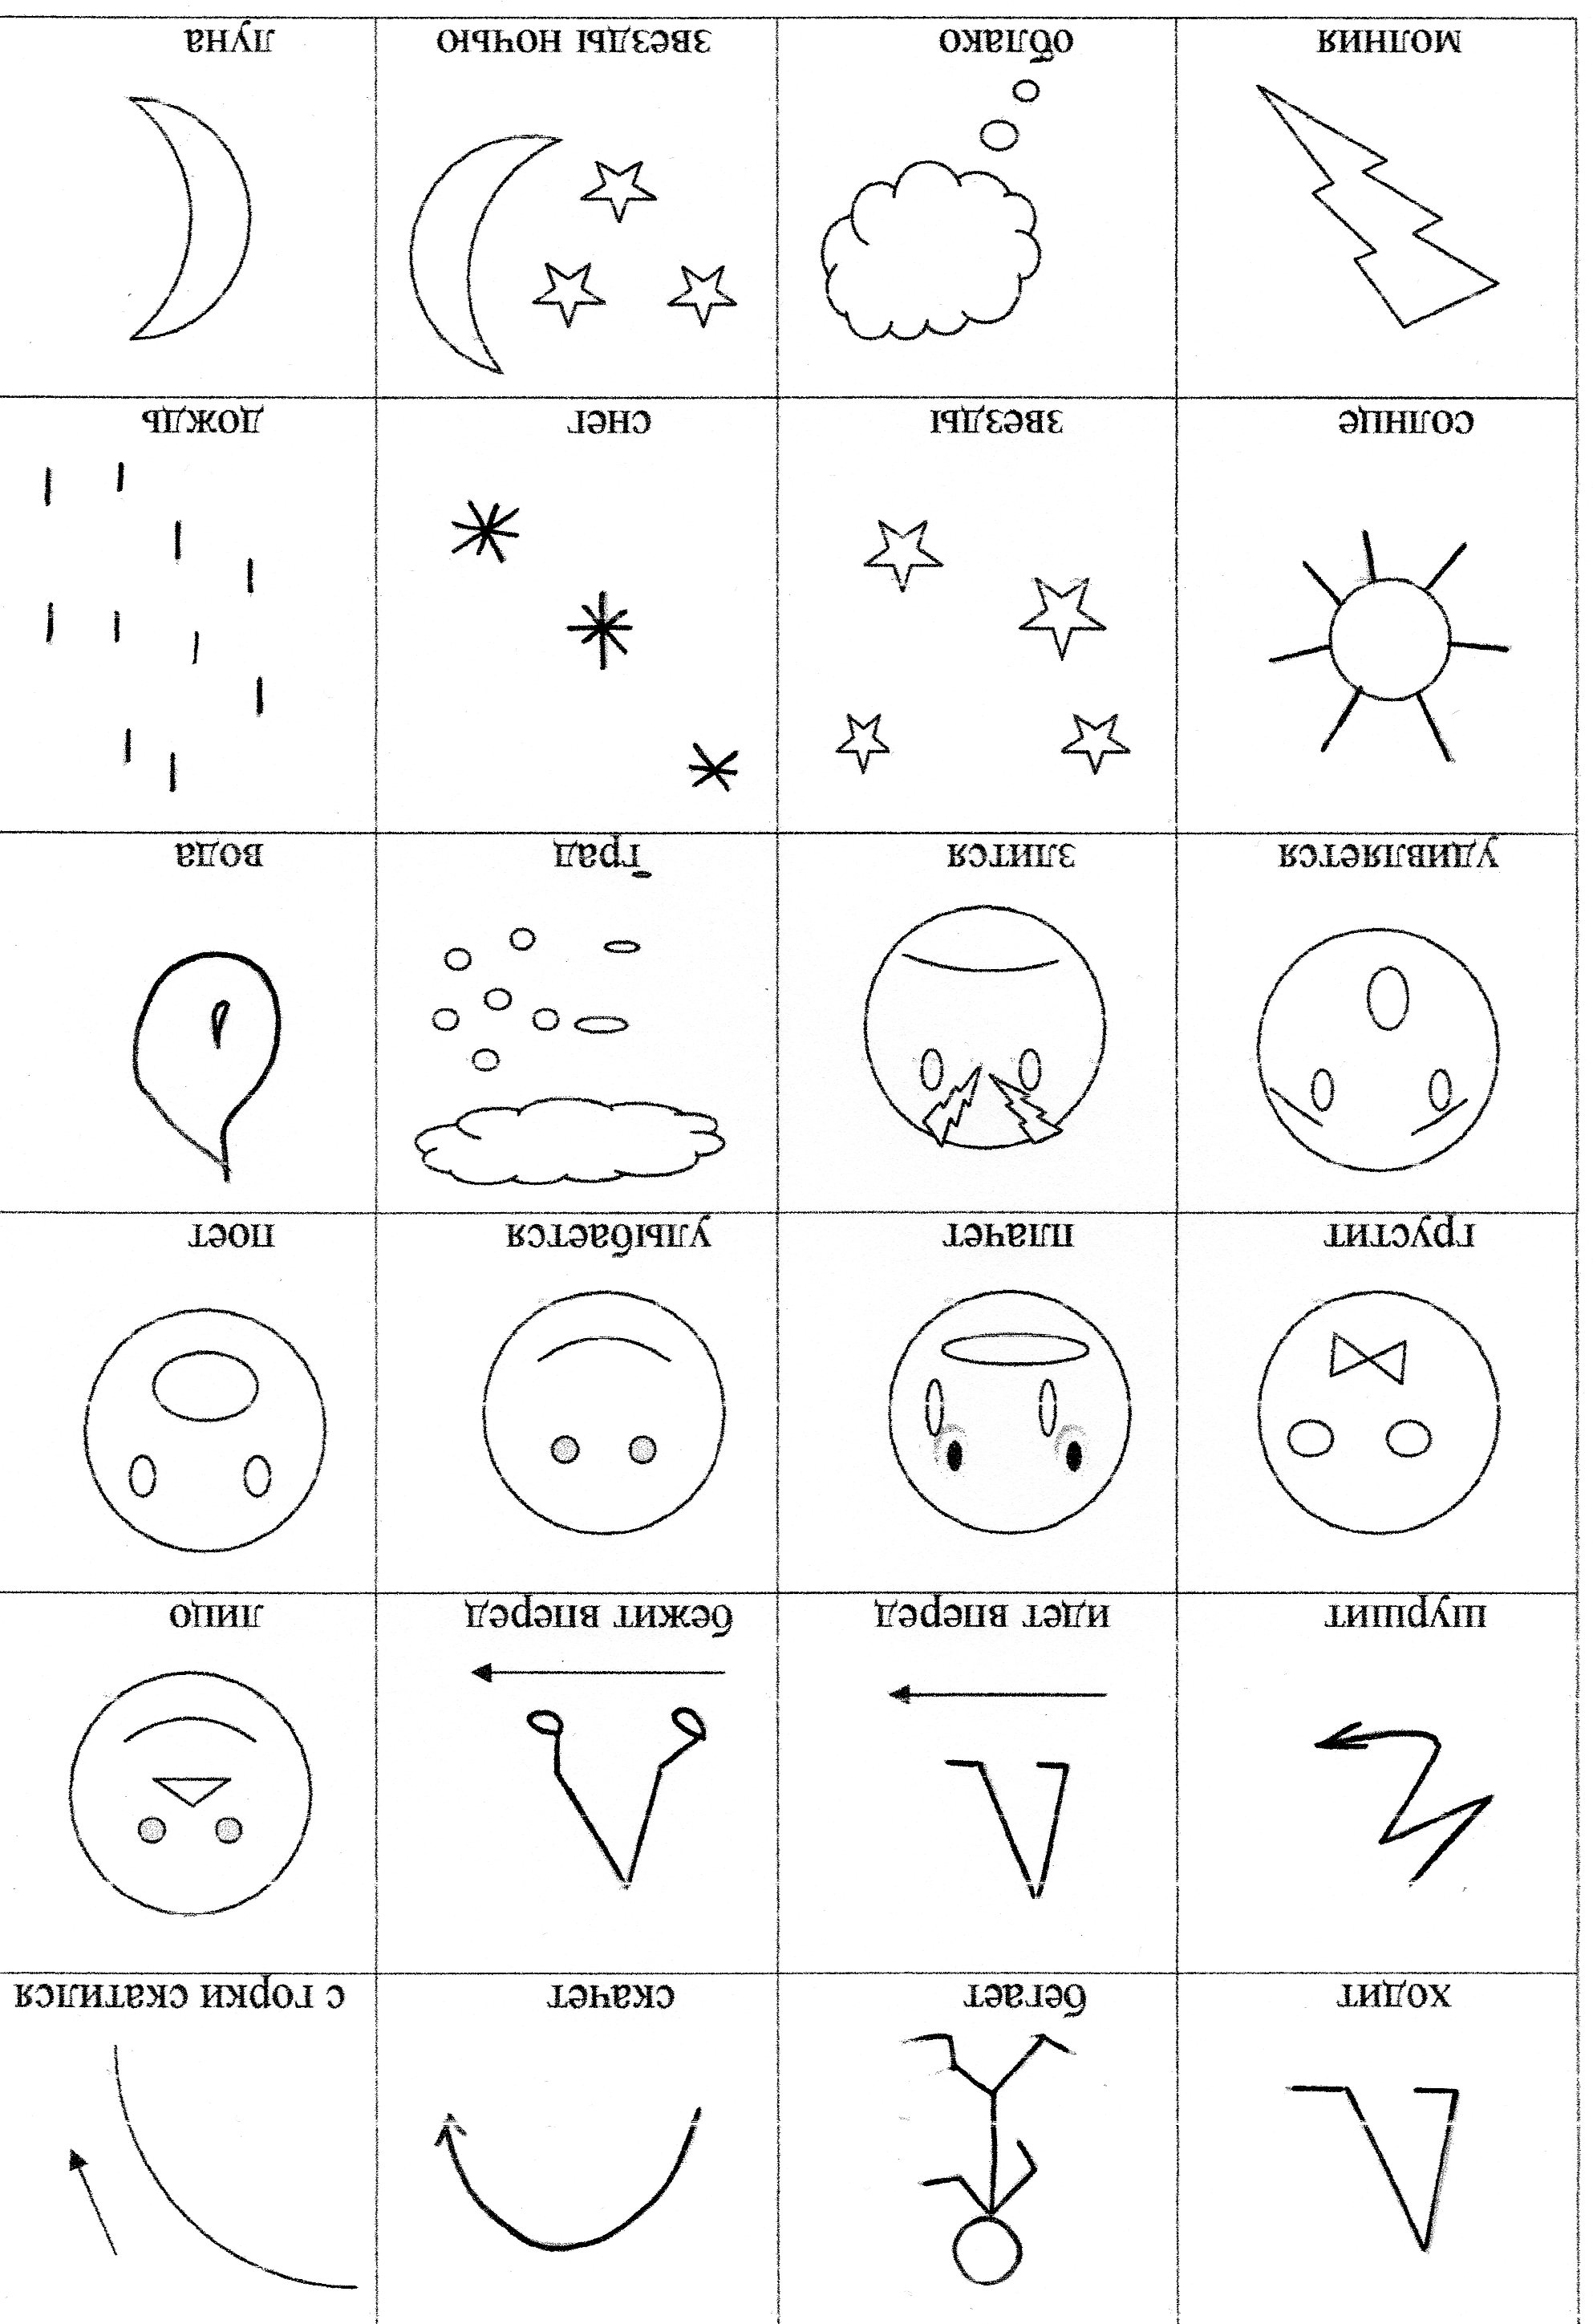 ходит
бегает
скачет
с горки скатился
шуршит
идет вперед
бежит вперед
лицо
грустит
плачет
улыбается
поет
удивляется
злится
град
вода
солнце
звезды
снег
дождь
молния
облако
звезды ночью
луна